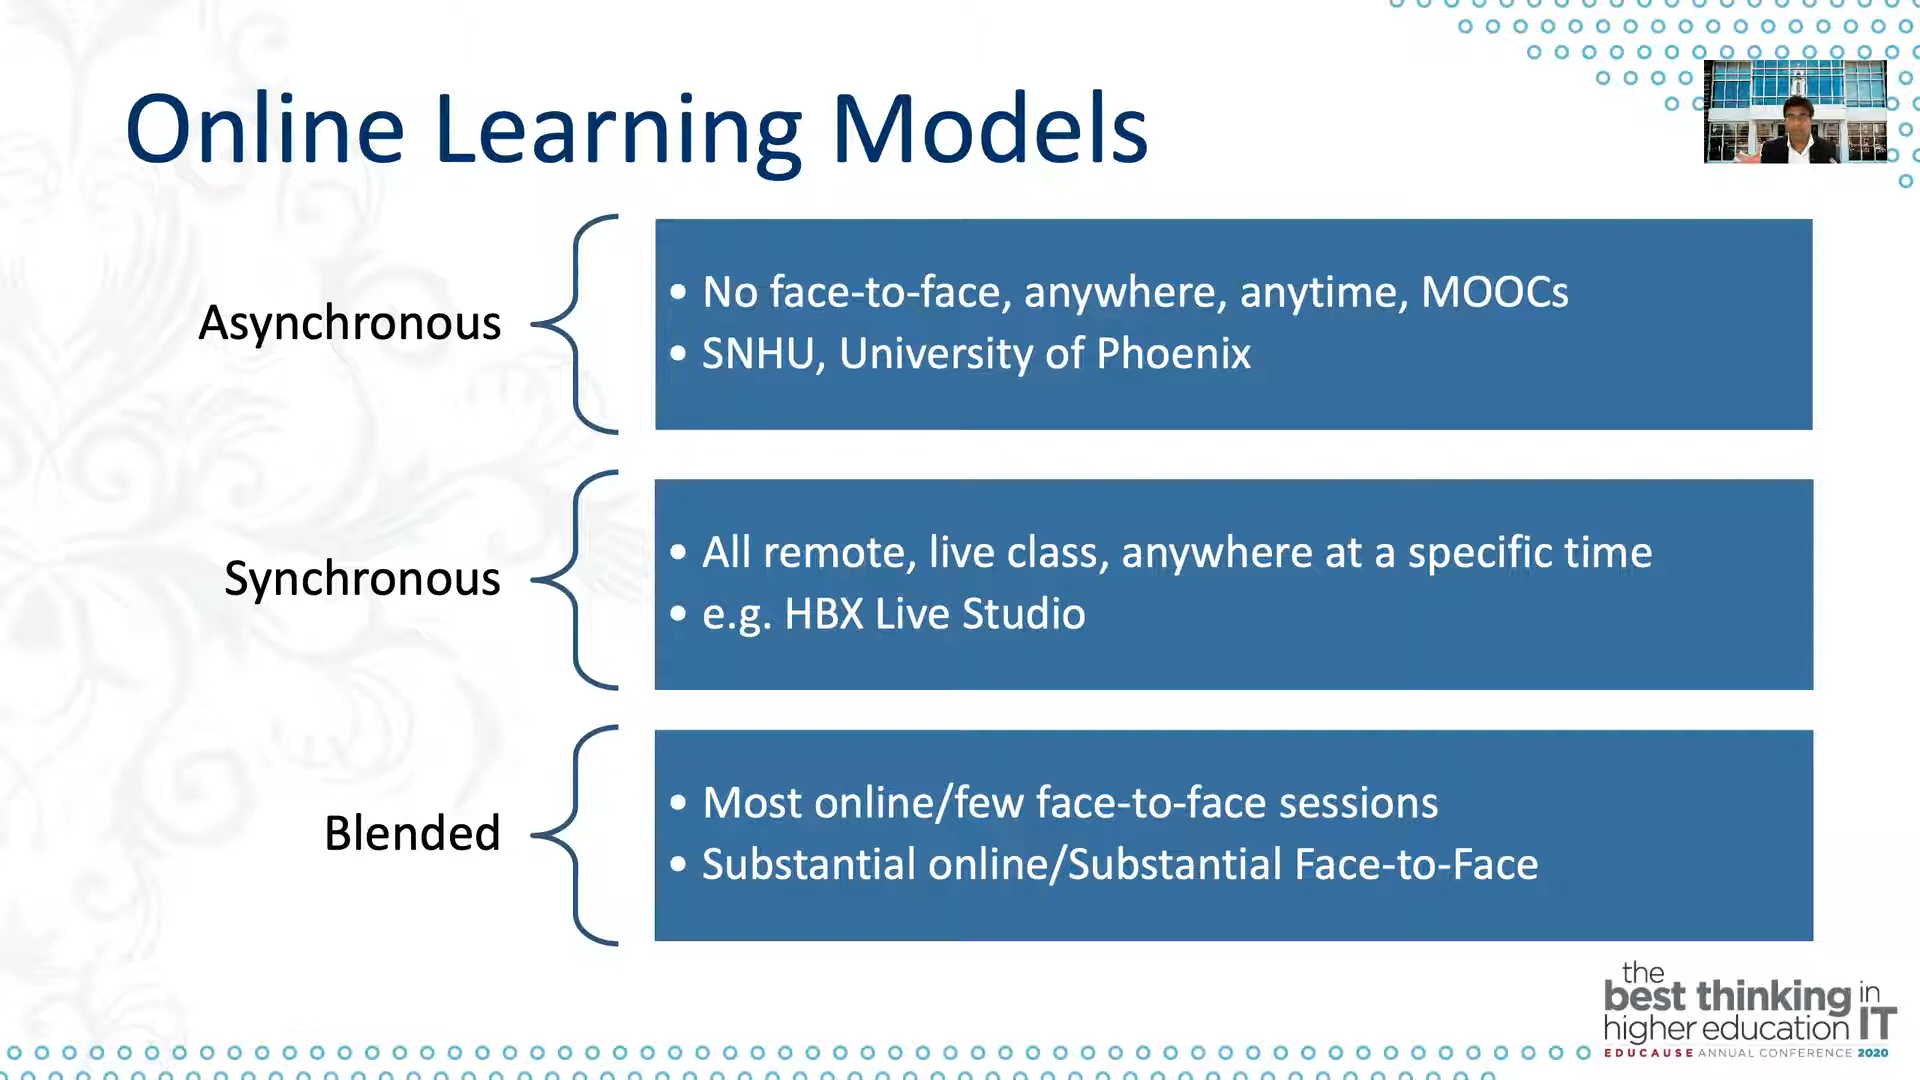 Online Learning Models
Asynchronous
• No face-to-face, anywhere, anytime, MOOCs
• SNHU, University of Phoenix
Synchronous
• All remote, live class, anywhere at a specific time
• e.g. HBX Live Studio
Blended
• Most online/few face-to-face sessions
• Substantial online/Substantial Face-to-Face
the
best thinking in
higher education IT
EDUCAUSE ANNUAL CONFERENCE 2020